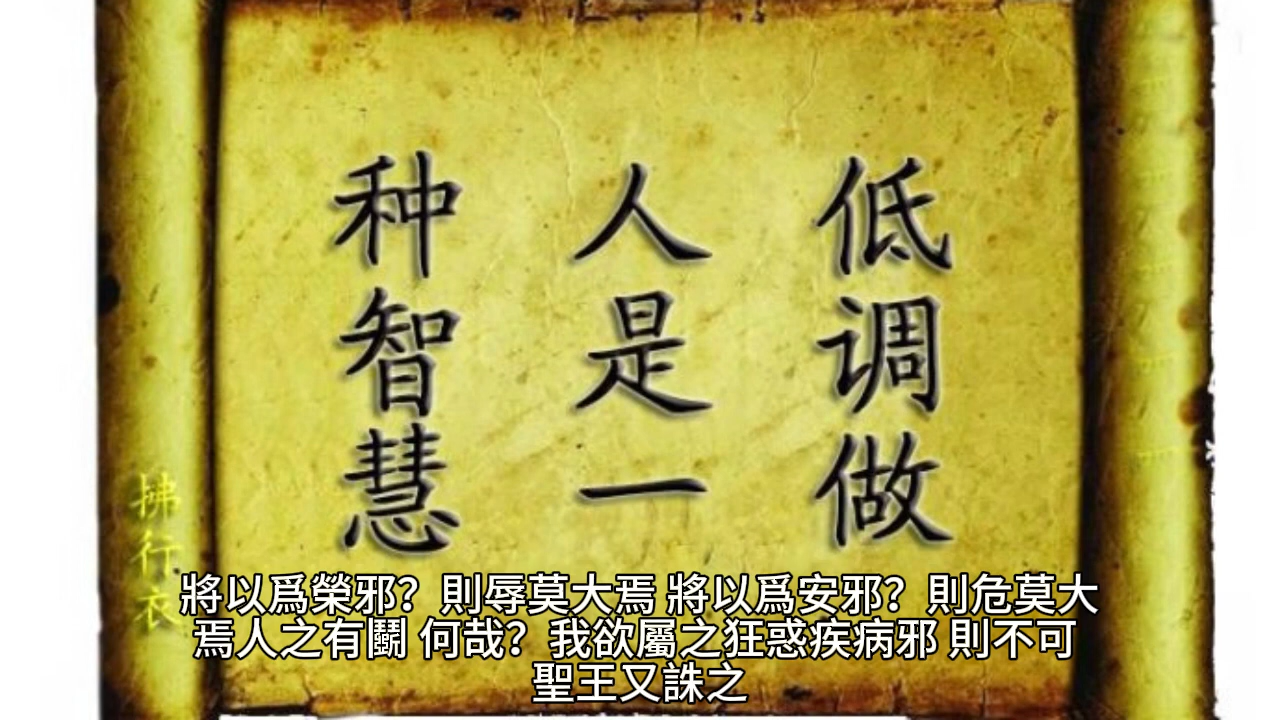 低调做
人是一
种智慧
拂行衣
將以爲榮邪？則辱莫大焉 將以爲安邪？則危莫大
焉人之有鬪 何哉？我欲屬之狂惑疾病邪 則不可
聖王又誅之